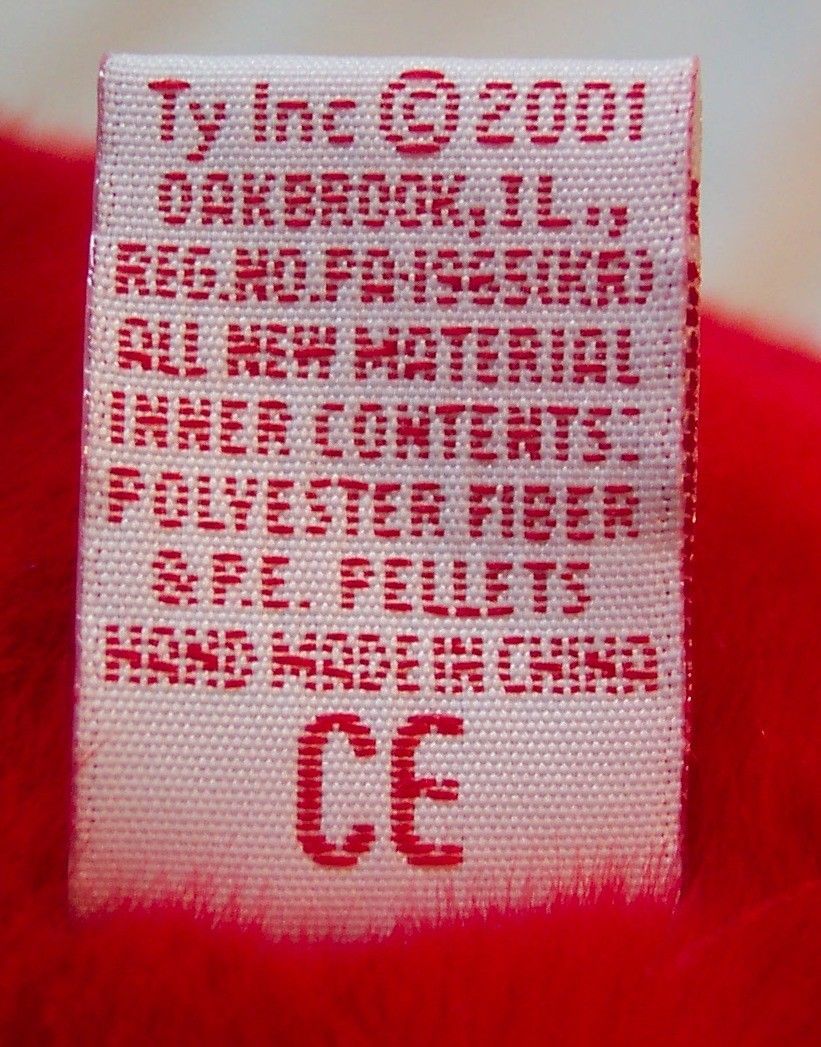 Ty Inc © 2001
OAKBROOK, IL.,
REG.NO.PA-1965(KR)
ALL NEW MATERIAL
INNER CONTENTS:
POLYESTER FIBER
& P.E. PELLETS
HAND MADE IN CHINA
CE